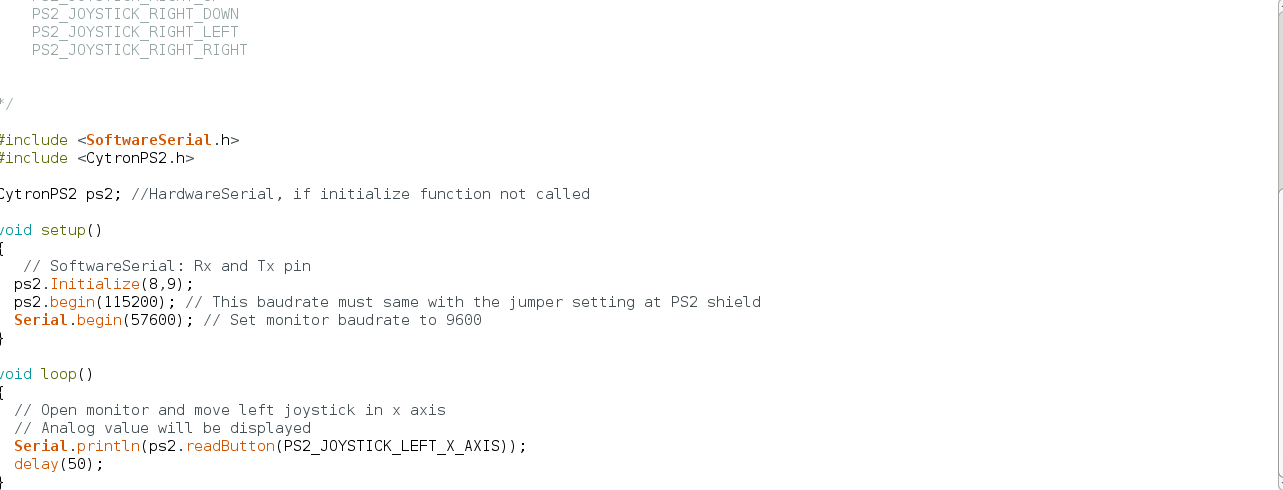 PS2_JOYSTICK_RIGHT_DOWN
PS2_JOYSTICK_RIGHT_LEFT
PS2_JOYSTICK_RIGHT_RIGHT
*/
#include <SoftwareSerial.h>
#include <CytronPS2.h>
CytronPS2 ps2; //HardwareSerial, if initialize function not called
void setup()
{
// SoftwareSerial: Rx and Tx pin
ps2.Initialize(8,9);
ps2.begin(115200); // This baudrate must same with the jumper setting at PS2 shield
Serial.begin(57600); // Set monitor baudrate to 9600
}
void loop()
{
// Open monitor and move left joystick in x axis
// Analog value will be displayed
Serial.println(ps2.readButton(PS2_JOYSTICK_LEFT_X_AXIS));
delay(50);
}